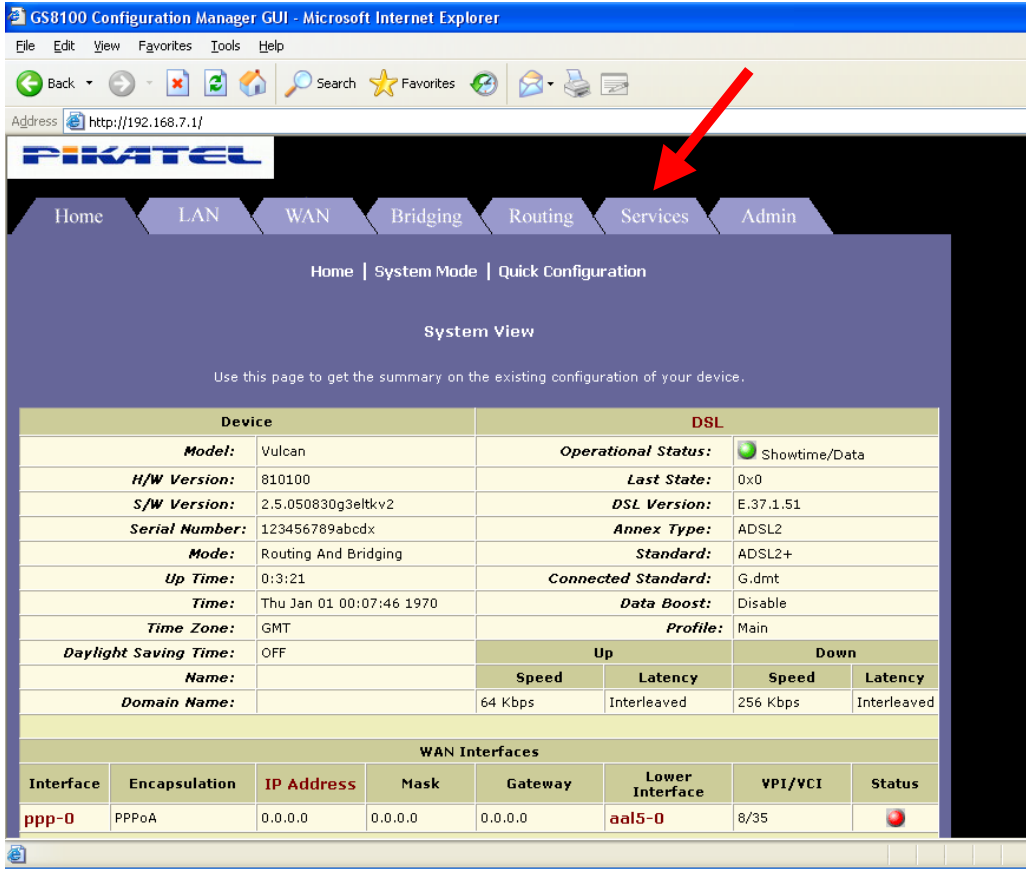 GS8100 Configuration Manager GUI - Microsoft Internet Explorer
File Edit View Favorites Tools Help
Back Search Favorites
Address http://192.168.7.1/
PIKATEL
Home LAN WAN Bridging Routing Services Admin
Home | System Mode | Quick Configuration
System View
Use this page to get the summary on the existing configuration of your device.
Device DSL
Model: Vulcan Operational Status: Showtime/Data
H/W Version: 810100 Last State: 0x0
S/W Version: 2.5.050830g3eltkv2 DSL Version: E.37.1.51
Serial Number: 123456789abcdx Annex Type: ADSL2
Mode: Routing And Bridging Standard: ADSL2+
Up Time: 0:3:21 Connected Standard: G.dmt
Time: Thu Jan 01 00:07:46 1970 Data Boost: Disable
Time Zone: GMT Profile: Main
Daylight Saving Time: OFF Up Down
Name: Speed Latency Speed Latency
Domain Name: 64 Kbps Interleaved 256 Kbps Interleaved
WAN Interfaces
Interface Encapsulation IP Address Mask Gateway Lower Interface VPI/VCI Status
ppp-0 PPPoA 0.0.0.0 0.0.0.0 0.0.0.0 aal5-0 8/35